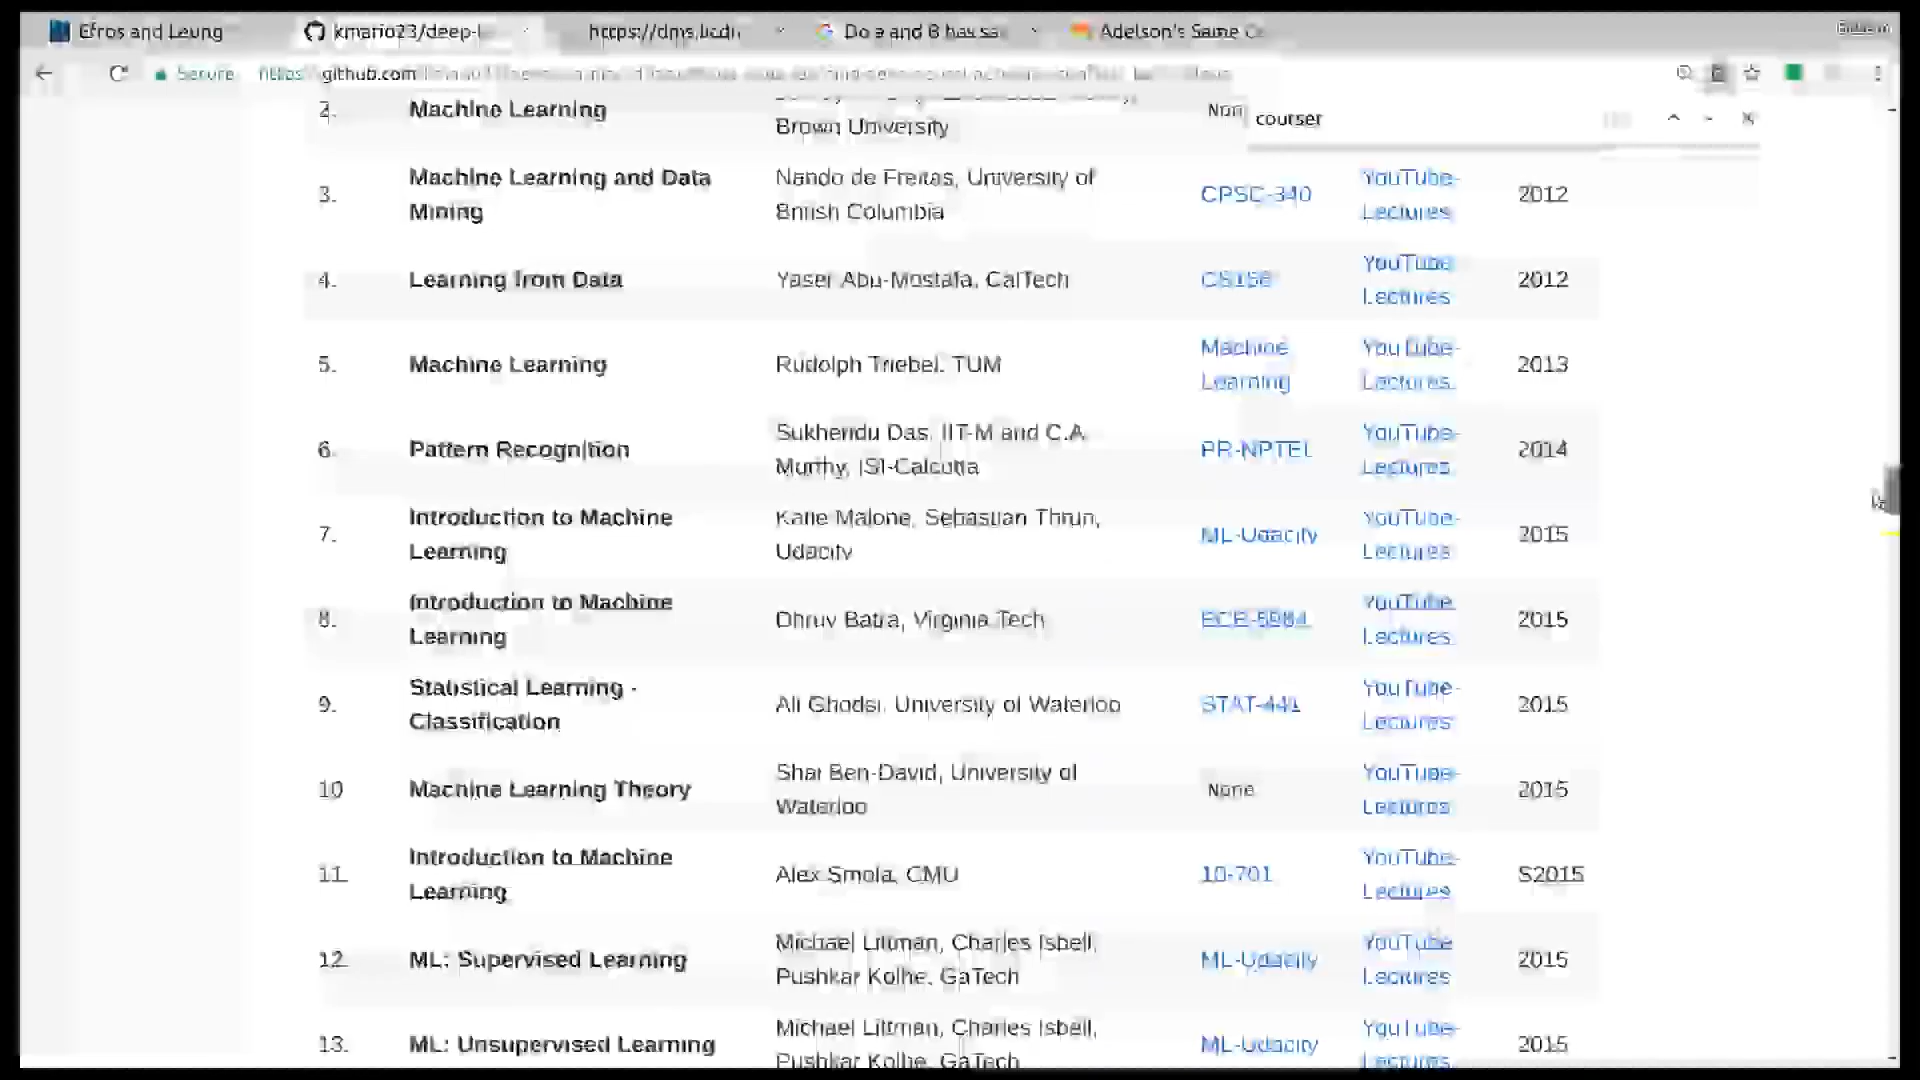 Efros and Leung kmario23/deep-l Do a and B has sa Adelson's Same C
Secure github.com
2. Machine Learning Brown University courser
3. Machine Learning and Data Mining Nando de Freitas, University of British Columbia CPSC-340 YouTube-Lectures 2012
4. Learning from Data Yaser Abu-Mostafa, CalTech CS156 YouTube-Lectures 2012
5. Machine Learning Rudolph Triebel, TUM Machine Learning YouTube-Lectures 2013
6. Pattern Recognition Sukhendu Das, IIT-M and C.A. Murthy, ISI-Calcutta PR-NPTEL YouTube-Lectures 2014
7. Introduction to Machine Learning Katie Malone, Sebastian Thrun, Udacity ML-Udacity YouTube-Lectures 2015
8. Introduction to Machine Learning Dhruv Batra, Virginia Tech ECE-5984 YouTube-Lectures 2015
9. Statistical Learning - Classification Ali Ghodsi, University of Waterloo STAT-441 YouTube-Lectures 2015
10 Machine Learning Theory Shai Ben-David, University of Waterloo None YouTube-Lectures 2015
11. Introduction to Machine Learning Alex Smola, CMU 10-701 YouTube-Lectures S2015
12. ML: Supervised Learning Michael Littman, Charles Isbell, Pushkar Kolhe, GaTech ML-Udacity YouTube-Lectures 2015
13. ML: Unsupervised Learning Michael Littman, Charles Isbell, Pushkar Kolhe, GaTech ML-Udacity YouTube-Lectures 2015